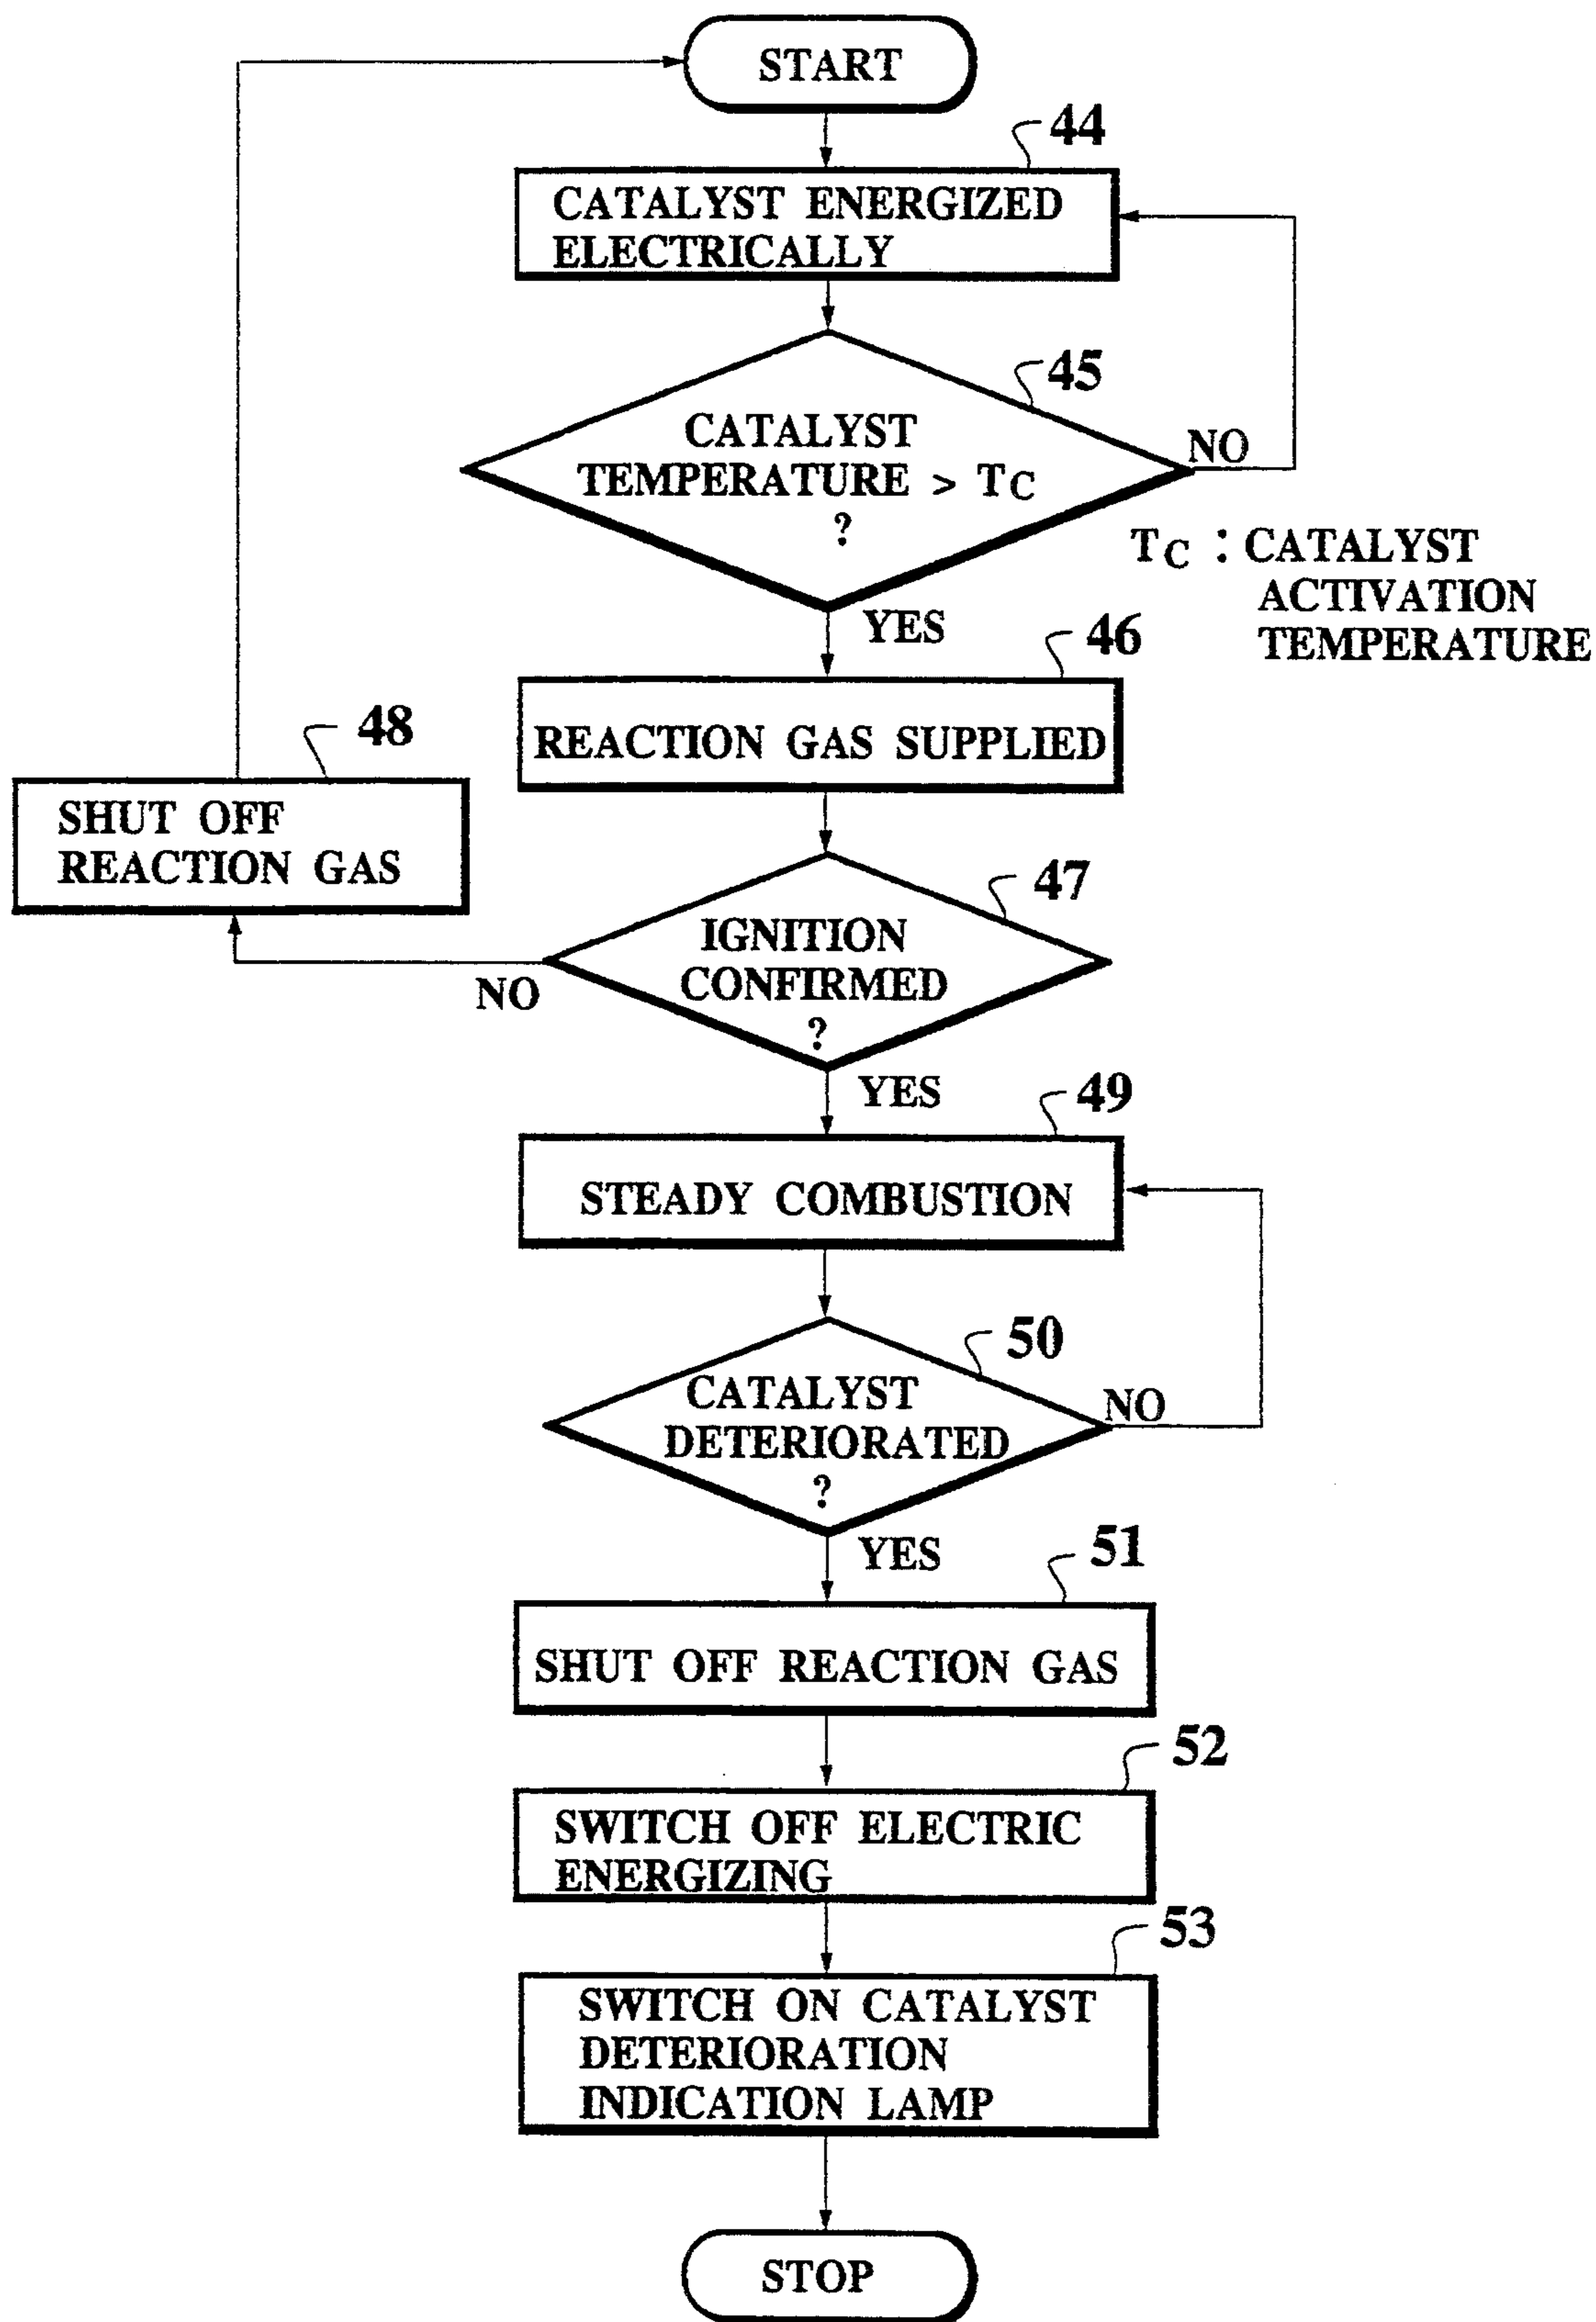 START
44
CATALYST ENERGIZED
ELECTRICALLY
45
CATALYST
TEMPERATURE > TC
?
NO
TC : CATALYST
ACTIVATION
TEMPERATURE
YES
46
REACTION GAS SUPPLIED
48
SHUT OFF
REACTION GAS
47
IGNITION
CONFIRMED
?
NO
YES
49
STEADY COMBUSTION
50
CATALYST
DETERIORATED
?
NO
YES
51
SHUT OFF REACTION GAS
52
SWITCH OFF ELECTRIC
ENERGIZING
53
SWITCH ON CATALYST
DETERIORATION
INDICATION LAMP
STOP